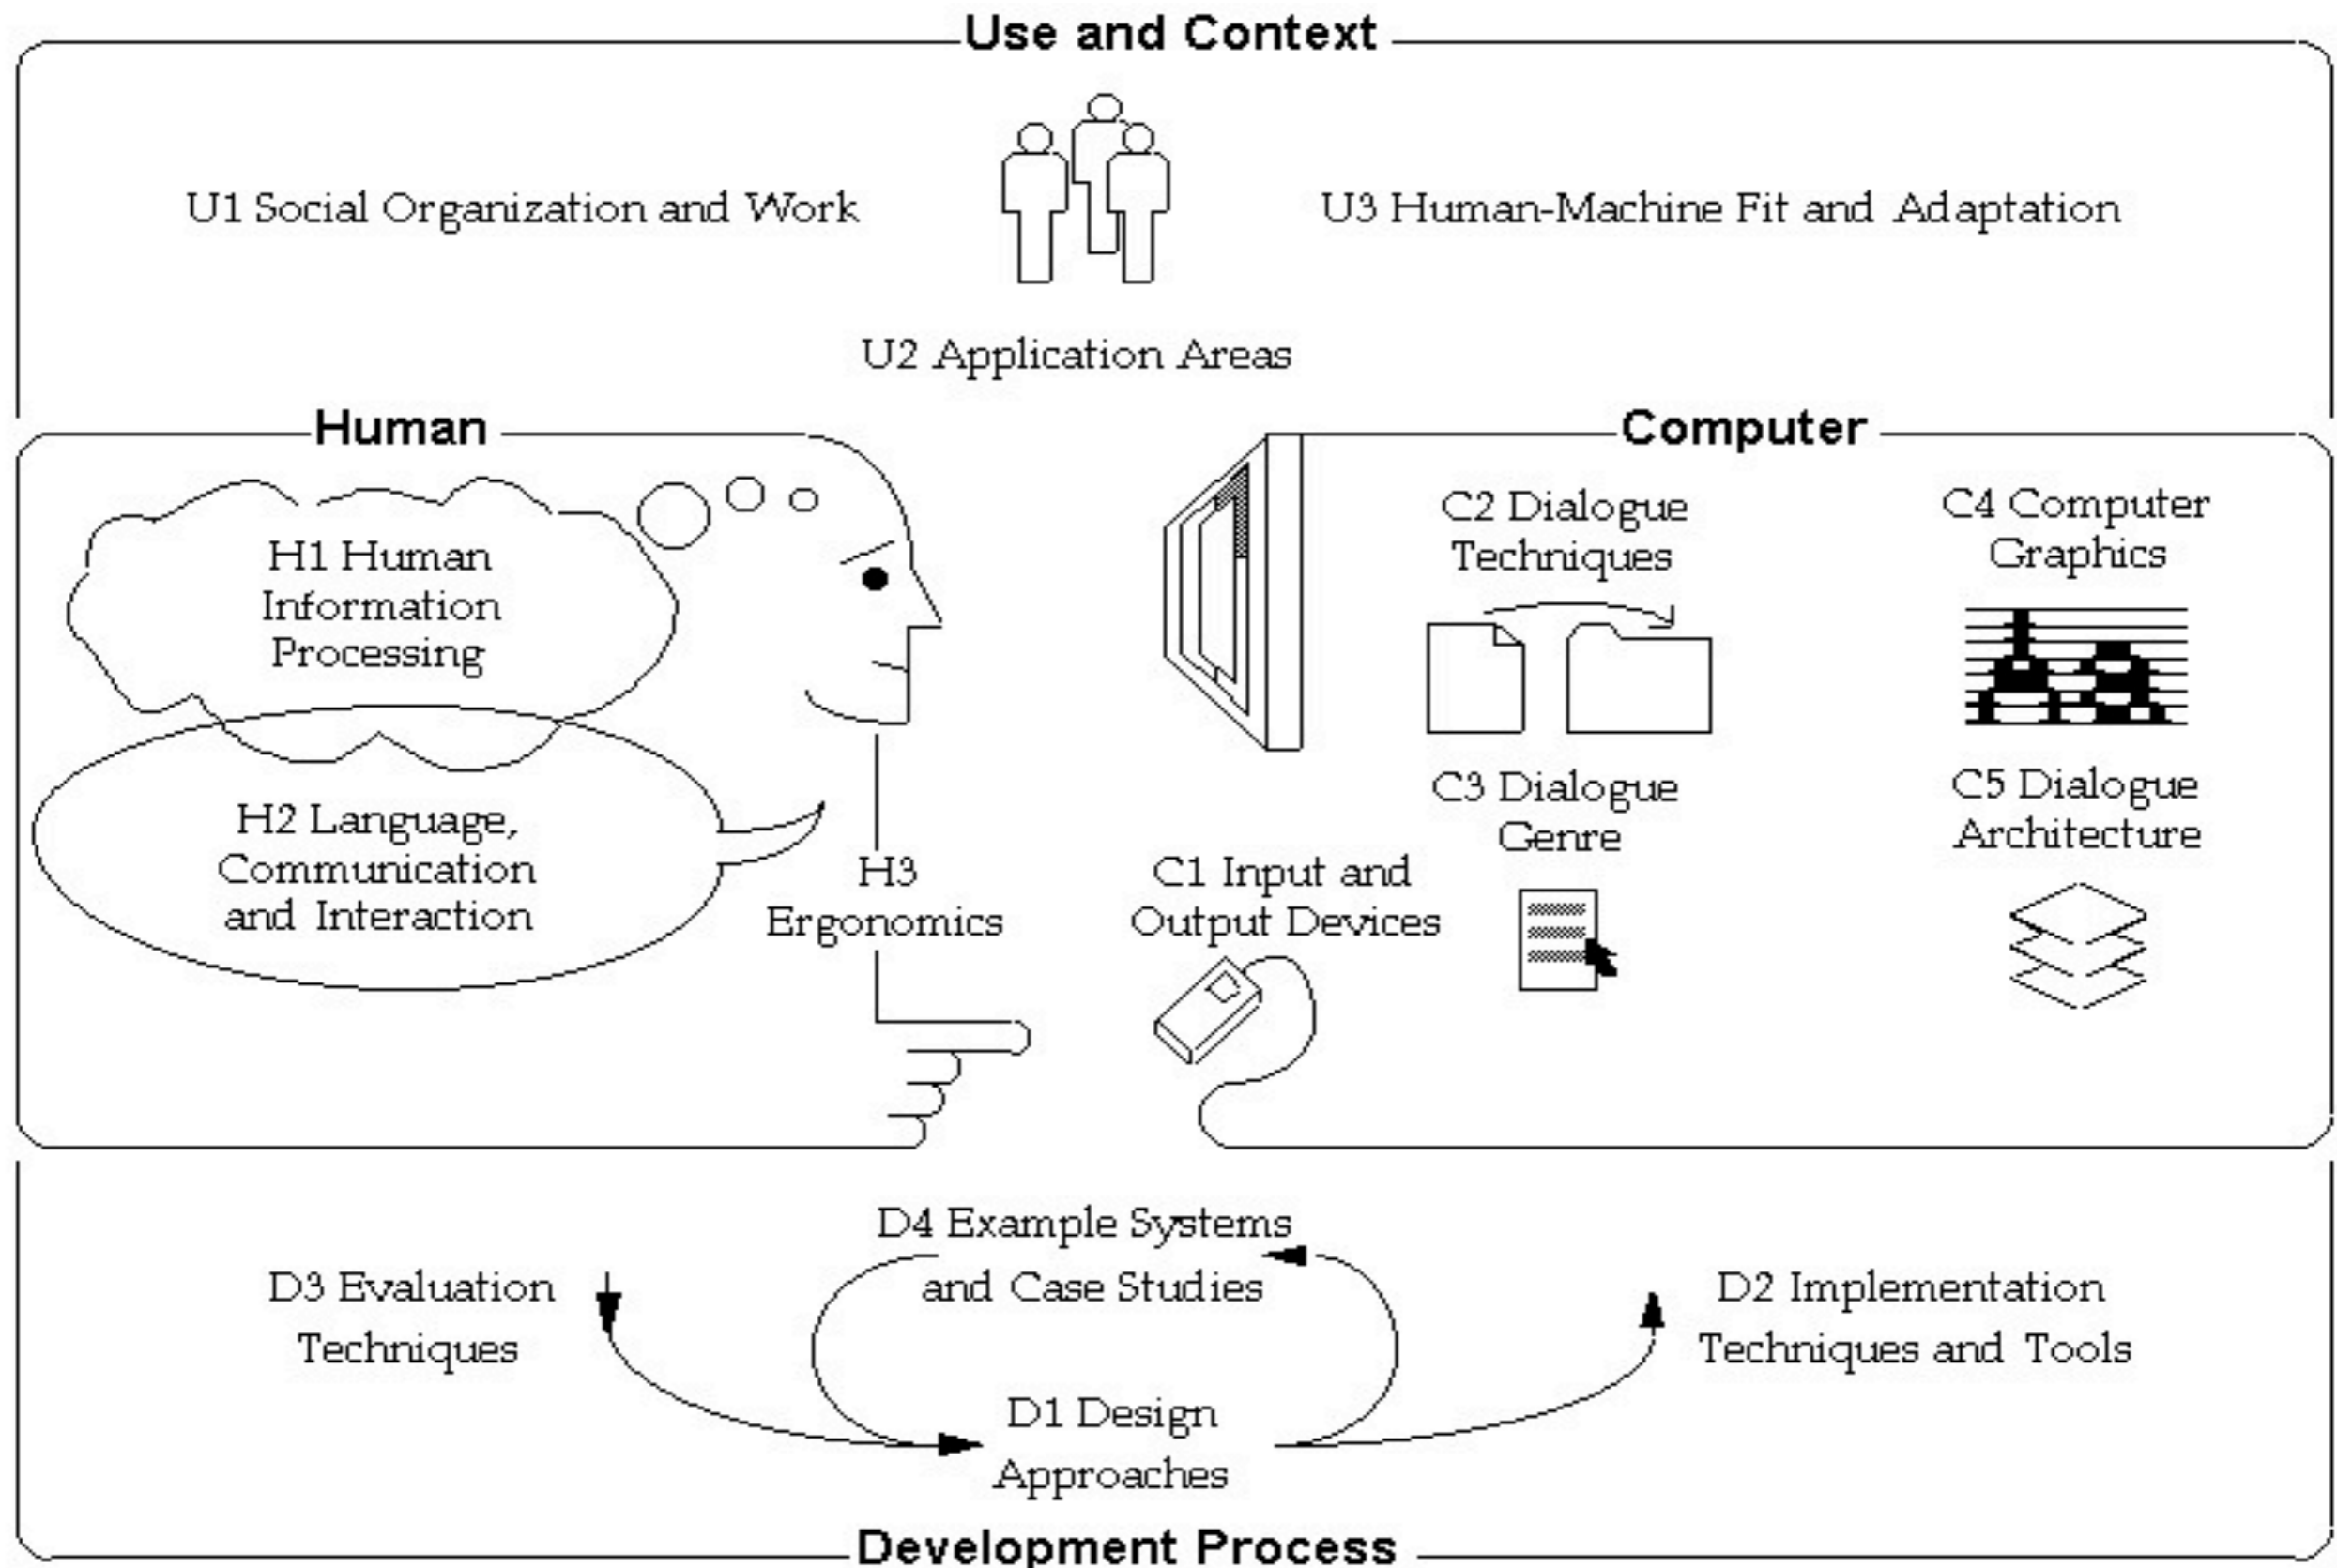 Use and Context
U1 Social Organization and Work
U3 Human-Machine Fit and Adaptation
U2 Application Areas
Human
H1 Human
Information
Processing
H2 Language,
Communication
and Interaction
H3
Ergonomics
Computer
C1 Input and
Output Devices
C2 Dialogue
Techniques
C3 Dialogue
Genre
C4 Computer
Graphics
C5 Dialogue
Architecture
D3 Evaluation
Techniques
D4 Example Systems
and Case Studies
D1 Design
Approaches
D2 Implementation
Techniques and Tools
Development Process